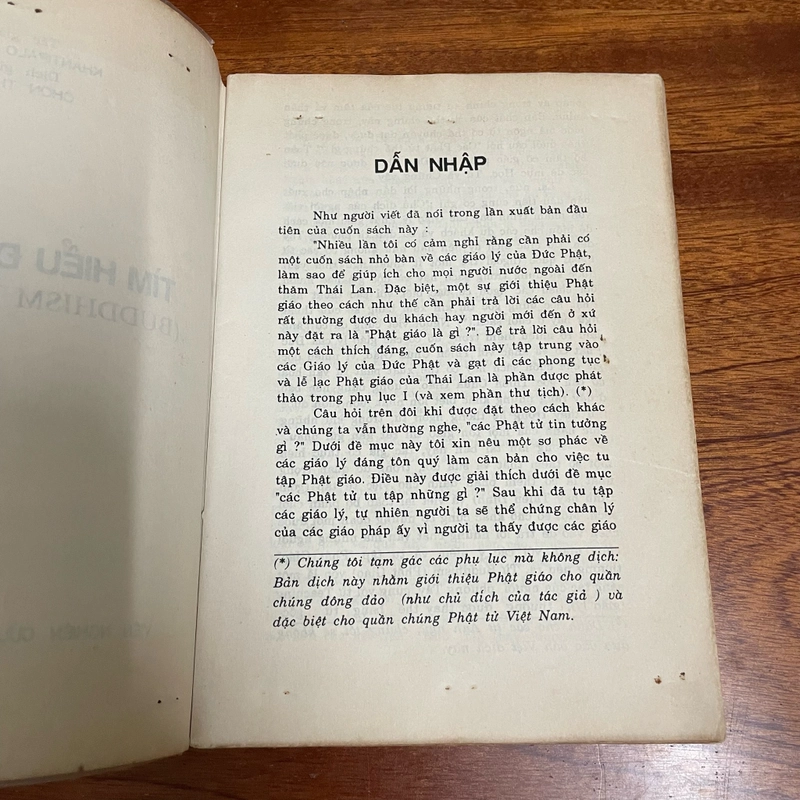 KHANTIPALO
TÌM HIỂU Đ
(BUDDHISM
DẪN NHẬP
Như người viết đã nói trong lần xuất bản đầu
tiên của cuốn sách này :
"Nhiều lần tôi có cảm nghĩ rằng cần phải có
một cuốn sách nhỏ bàn về các giáo lý của Đức Phật,
làm sao để giúp ích cho mọi người nước ngoài đến
thăm Thái Lan. Đặc biệt, một sự giới thiệu Phật
giáo theo cách như thế cần phải trả lời các câu hỏi
rất thường được du khách hay người mới đến ở xứ
này đặt ra là "Phật giáo là gì ?". Để trả lời câu hỏi
một cách thích đáng, cuốn sách này tập trung vào
các Giáo lý của Đức Phật và gạt đi các phong tục
và lễ lạc Phật giáo của Thái Lan là phần được phát
thảo trong phụ lục I (và xem phần thư tịch). (*)
Câu hỏi trên đôi khi được đặt theo cách khác
và chúng ta vẫn thường nghe, "các Phật tử tin tưởng
gì ?" Dưới đề mục này tôi xin nêu một sơ phác về
các giáo lý đáng tôn quý làm căn bản cho việc tu
tập Phật giáo. Điều này được giải thích dưới đề mục
"các Phật tử tu tập những gì ?" Sau khi đã tu tập
các giáo lý, tự nhiên người ta sẽ thể chứng chân lý
của các giáo pháp ấy vì người ta thấy được các giáo
(*) Chúng tôi tạm gác các phụ lục mà không dịch:
Bản dịch này nhằm giới thiệu Phật giáo cho quần
chúng đông đảo (như chủ đích của tác giả ) và
đặc biệt cho quần chúng Phật tử Việt Nam.